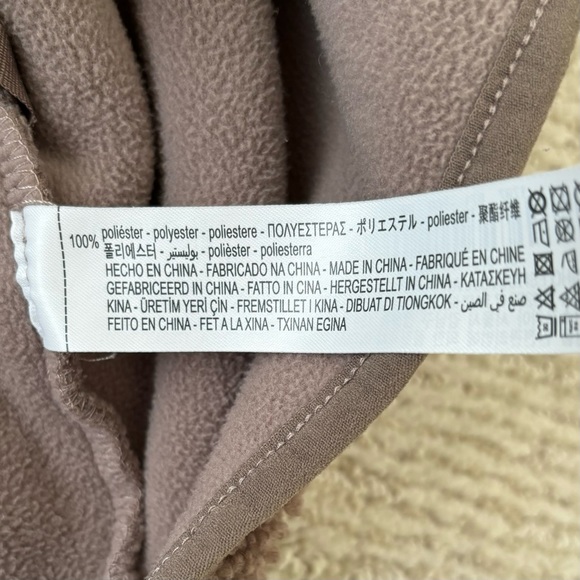 100% poliéster - polyester - poliestere - ΠΟΛΥΕΣΤΕΡΑΣ - ポリエステル - poliester - 聚酯纤维
폴리에스터 - بوليستير - polièster - poliesterra
HECHO EN CHINA - FABRICADO NA CHINA - MADE IN CHINA - FABRIQUÉ EN CHINE
GEFABRICEERD IN CHINA - FATTO IN CINA - HERGESTELLT IN CHINA - ΚΑΤΑΣΚΕΥΗ
ΚΙΝΑ - ÜRETİM YERİ ÇİN - FREMSTILLET I KINA - DIBUAT DI TIONGKOK - صنع في الصين
FEITO EN CHINA - FET A LA XINA - TXINAN EGINA